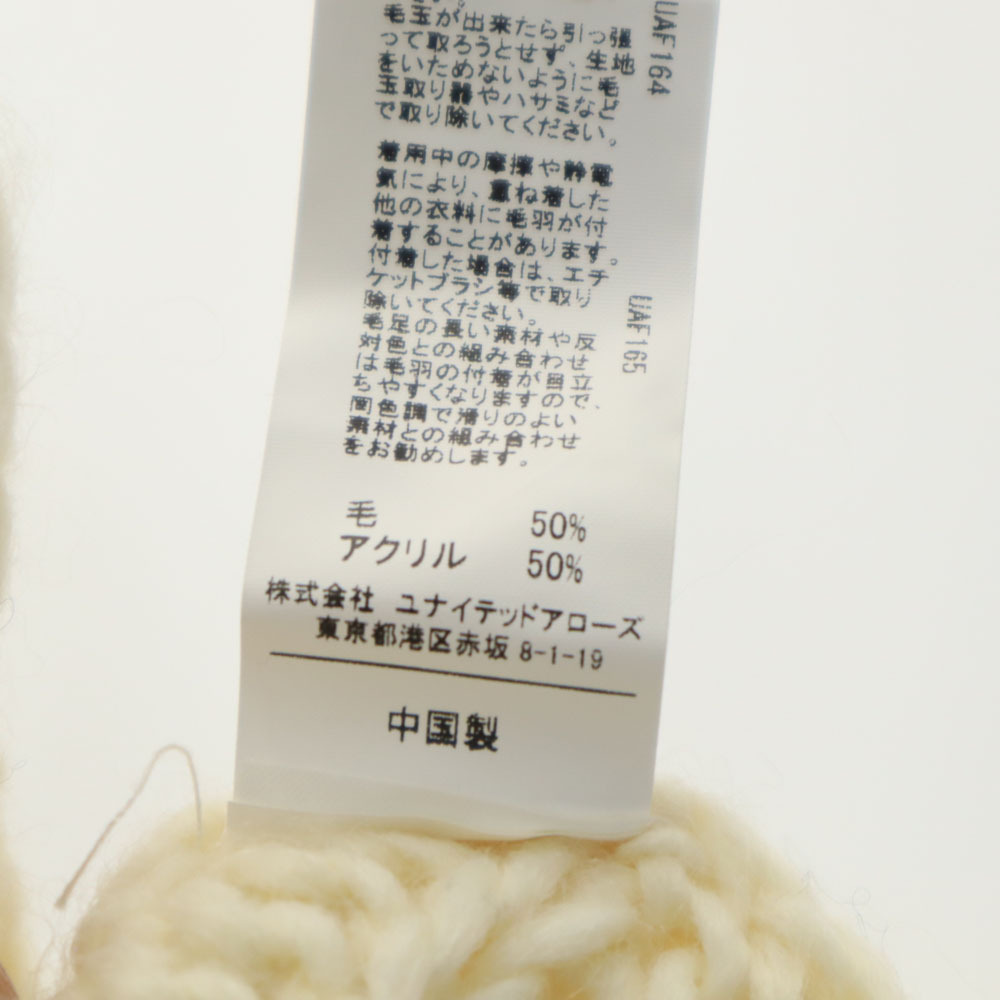 毛玉が出来たら引っ張
って取ろうとせず、生地
をいためないように毛
玉取り器やハサミなど
で取り除いてください。
UAF164
着用中の摩擦や静電
気により、重ね着した
他の衣料に毛羽が付
着することがあります。
付着した場合は、エチ
ケットブラシ等で取り
除いてください。
毛足の長い素材や反
対色との組み合わせ
は毛羽の付着が目立
ちやすくなりますので、
同色調で滑りのよい
素材との組み合わせ
をお勧めします。
UAF165
毛 50%
アクリル 50%
株式会社 ユナイテッドアローズ
東京都港区赤坂 8-1-19
中国製